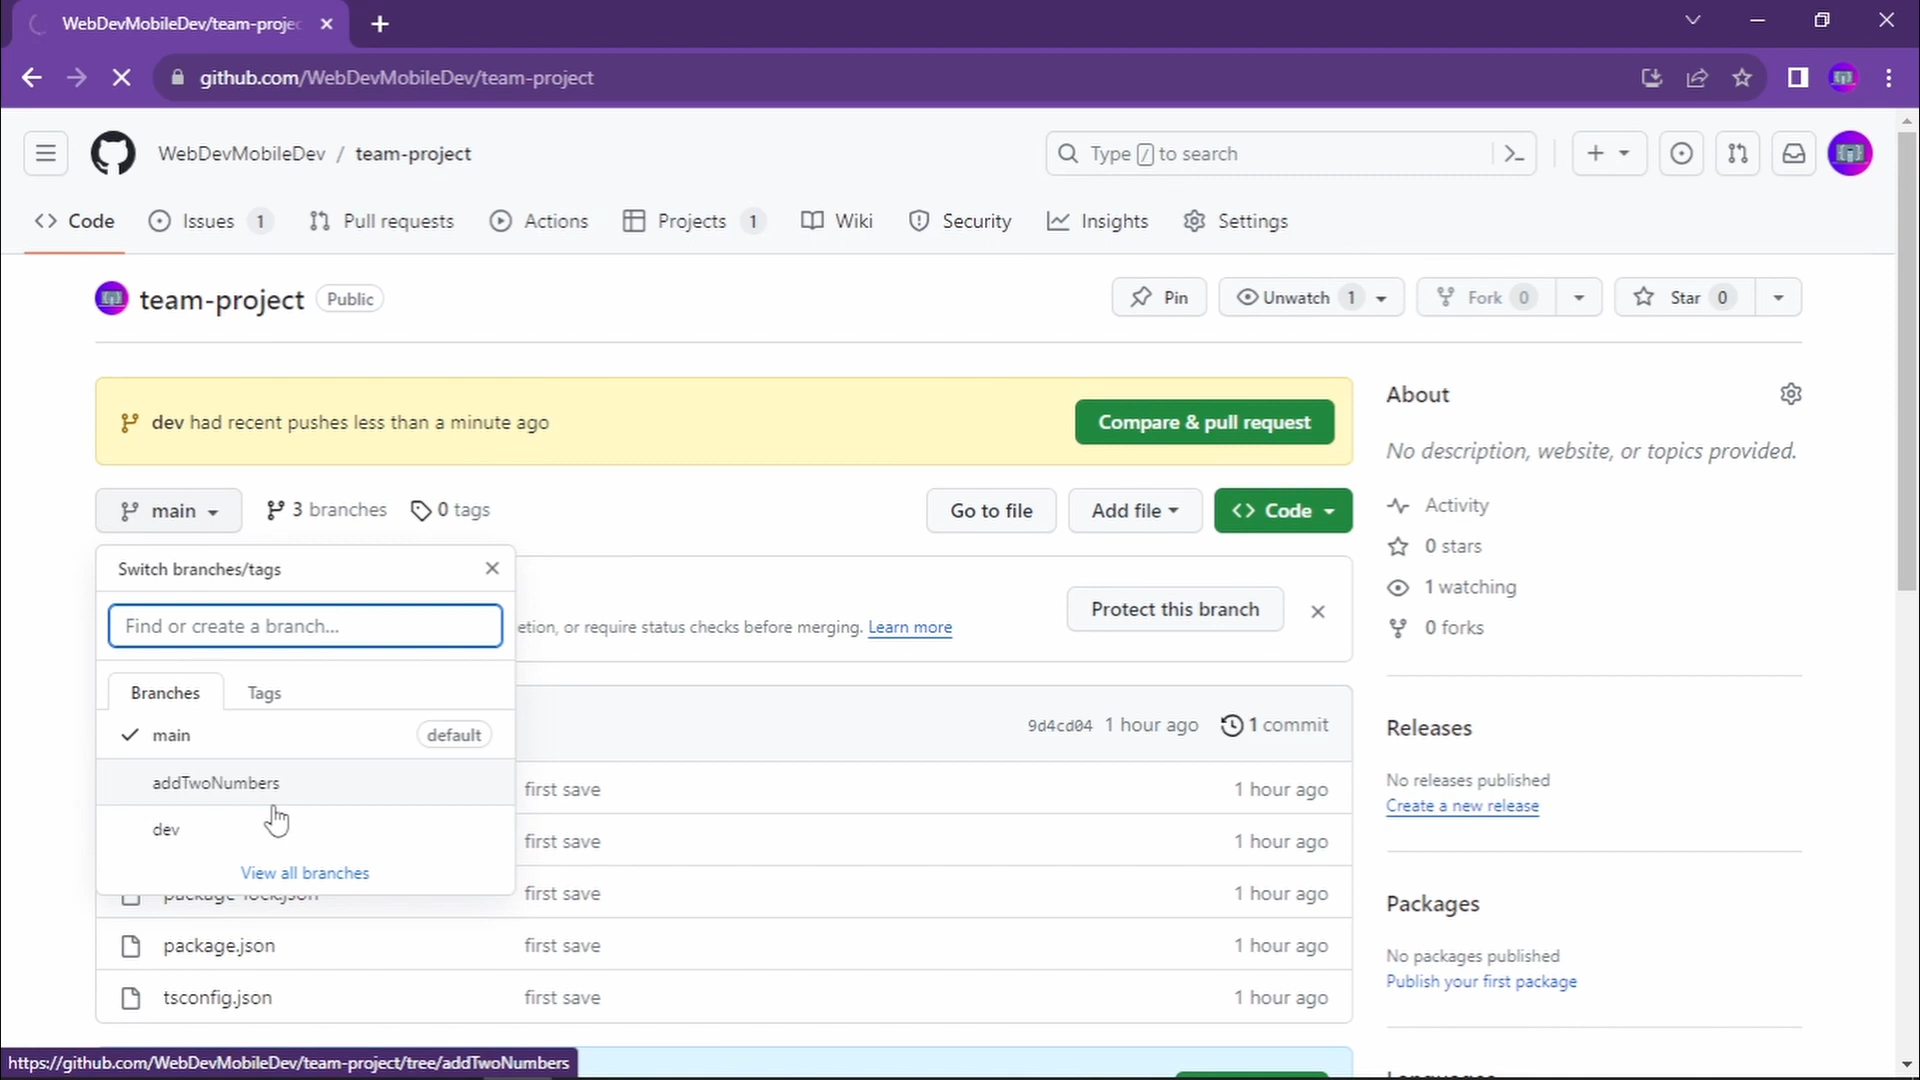 WebDevMobileDev/team-projec
github.com/WebDevMobileDev/team-project
WebDevMobileDev / team-project
Type / to search
Code
Issues 1
Pull requests
Actions
Projects 1
Wiki
Security
Insights
Settings
team-project Public
Pin
Unwatch 1
Fork 0
Star 0
dev had recent pushes less than a minute ago
Compare & pull request
main
3 branches
0 tags
Go to file
Add file
Code
Switch branches/tags
Find or create a branch...
Branches
Tags
main default
addTwoNumbers
dev
View all branches
etion, or require status checks before merging. Learn more
Protect this branch
9d4cd04 1 hour ago 1 commit
first save 1 hour ago
first save 1 hour ago
package-lock.json first save 1 hour ago
package.json first save 1 hour ago
tsconfig.json first save 1 hour ago
About
No description, website, or topics provided.
Activity
0 stars
1 watching
0 forks
Releases
No releases published
Create a new release
Packages
No packages published
Publish your first package
Languages
https://github.com/WebDevMobileDev/team-project/tree/addTwoNumbers